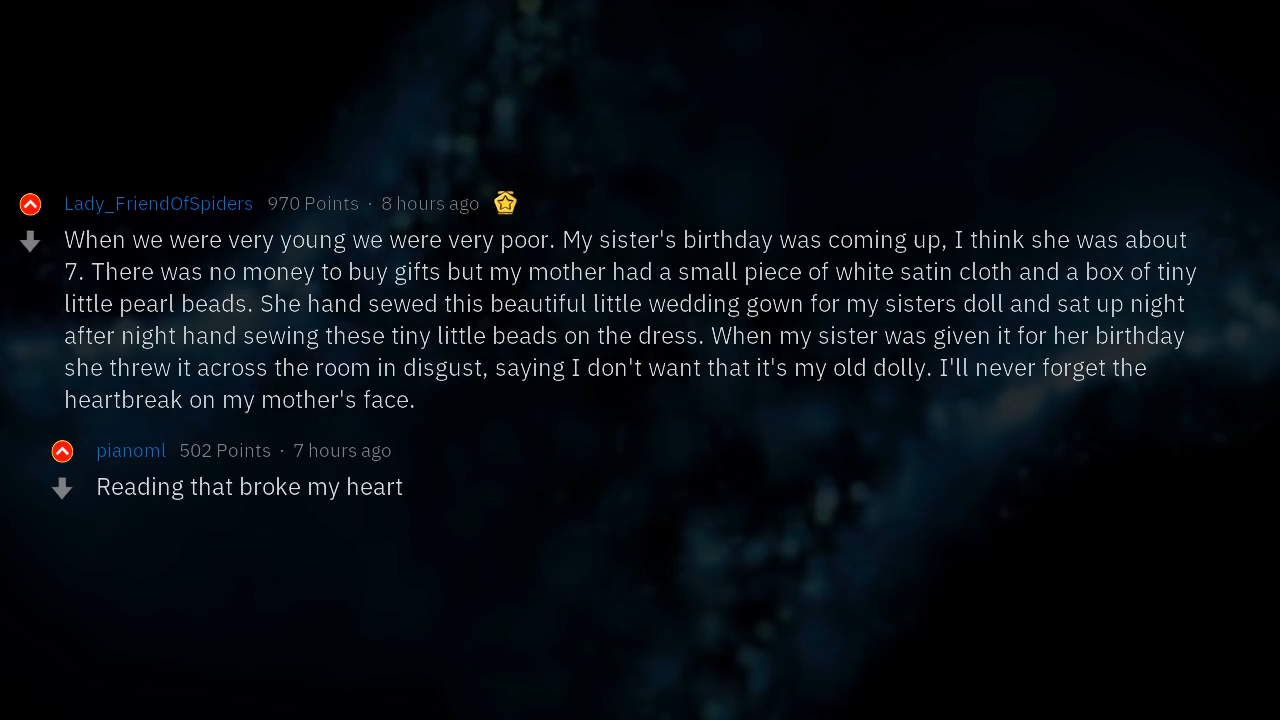 Lady_FriendOfSpiders 970 Points · 8 hours ago
When we were very young we were very poor. My sister's birthday was coming up, I think she was about
7. There was no money to buy gifts but my mother had a small piece of white satin cloth and a box of tiny
little pearl beads. She hand sewed this beautiful little wedding gown for my sisters doll and sat up night
after night hand sewing these tiny little beads on the dress. When my sister was given it for her birthday
she threw it across the room in disgust, saying I don't want that it's my old dolly. I'll never forget the
heartbreak on my mother's face.
pianoml 502 Points · 7 hours ago
Reading that broke my heart